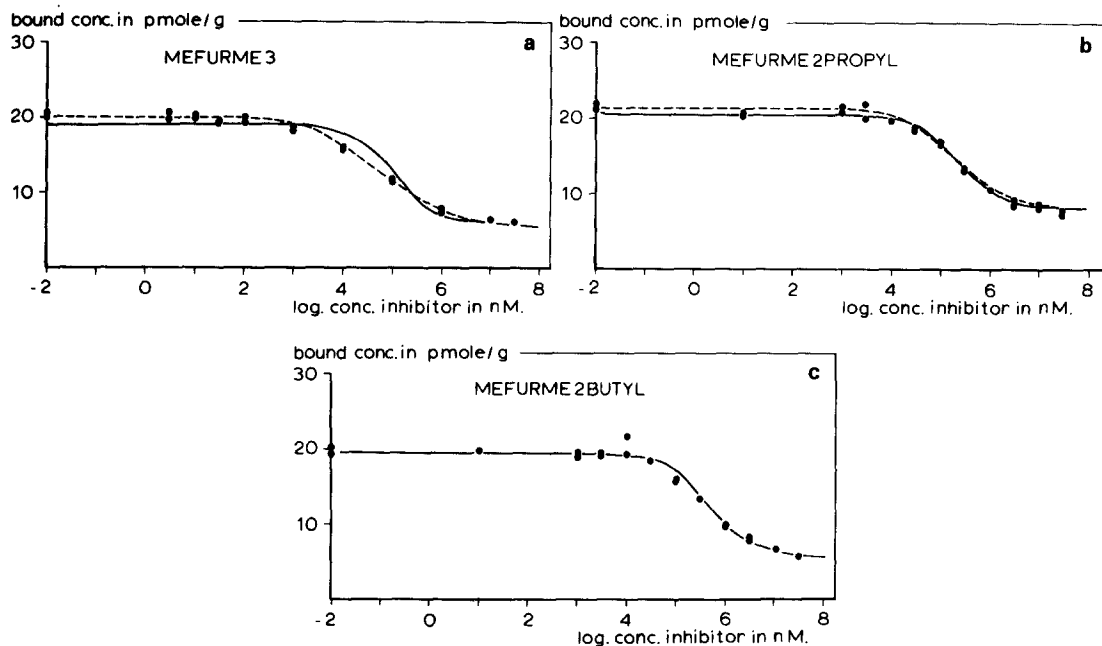 bound conc. in pmole/g
a
MEFURME 3
30
20
10
-2 0 2 4 6 8
log. conc. inhibitor in nM.
bound conc. in pmole/g
b
MEFURME 2PROPYL
30
20
10
-2 0 2 4 6 8
log. conc. inhibitor in nM.
bound conc. in pmole/g
c
MEFURME 2BUTYL
30
20
10
-2 0 2 4 6 8
log. conc. inhibitor in nM.